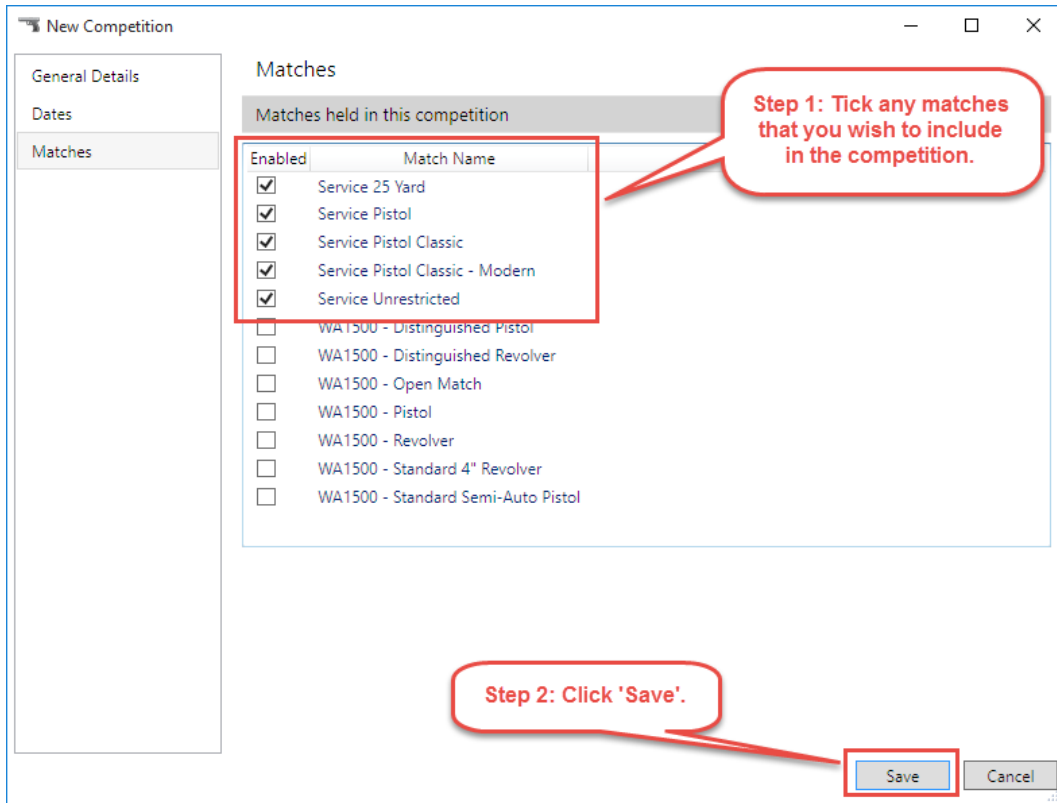 New Competition
General Details
Dates
Matches
Matches
Matches held in this competition
Step 1: Tick any matches
that you wish to include
in the competition.
Enabled Match Name
Service 25 Yard
Service Pistol
Service Pistol Classic
Service Pistol Classic - Modern
Service Unrestricted
WA1500 - Distinguished Pistol
WA1500 - Distinguished Revolver
WA1500 - Open Match
WA1500 - Pistol
WA1500 - Revolver
WA1500 - Standard 4" Revolver
WA1500 - Standard Semi-Auto Pistol
Step 2: Click 'Save'.
Save Cancel